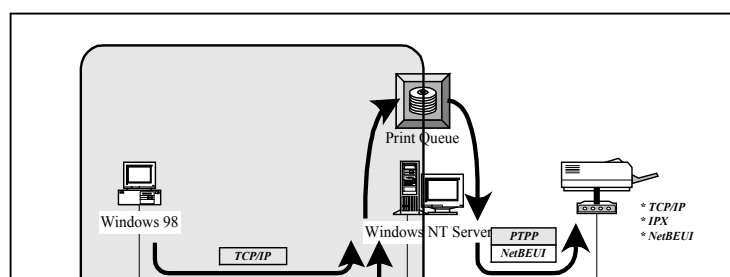 Print Queue
Windows 98
Windows NT Server
* TCP/IP
* IPX
* NetBEUI
PTPP
NetBEUI
TCP/IP